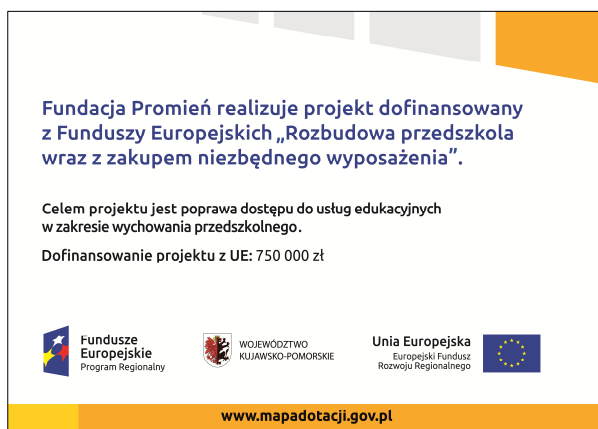 Fundacja Promień realizuje projekt dofinansowany
z Funduszy Europejskich „Rozbudowa przedszkola
wraz z zakupem niezbędnego wyposażenia”.
Celem projektu jest poprawa dostępu do usług edukacyjnych
w zakresie wychowania przedszkolnego.
Dofinansowanie projektu z UE: 750 000 zł
Fundusze
Europejskie
Program Regionalny
WOJEWÓDZTWO
KUJAWSKO-POMORSKIE
Unia Europejska
Europejski Fundusz
Rozwoju Regionalnego
www.mapadotacji.gov.pl